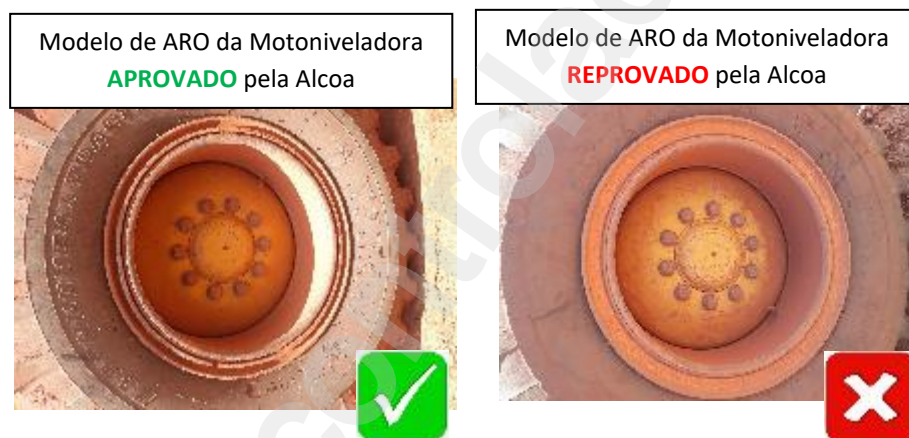 Modelo de ARO da Motoniveladora
APROVADO pela Alcoa
Modelo de ARO da Motoniveladora
REPROVADO pela Alcoa